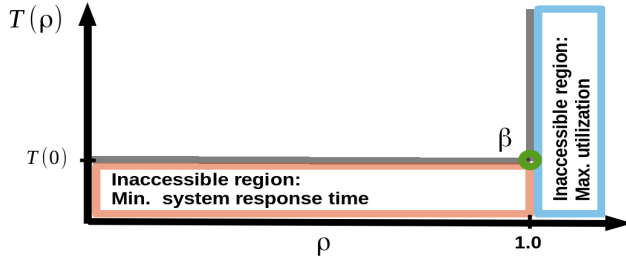 T(ρ)
Inaccessible region:
Max. utilization
β
T(0)
Inaccessible region:
Min. system response time
ρ
1.0